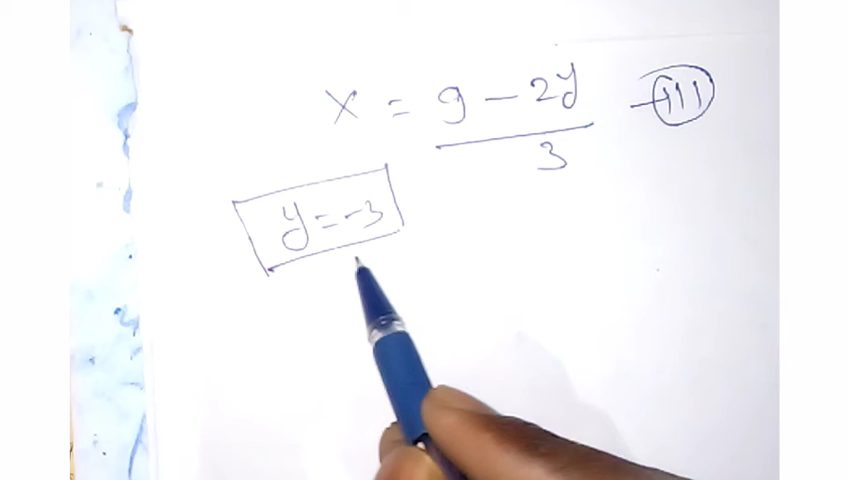 x = 9 - 2y —(III)
3
y = -3